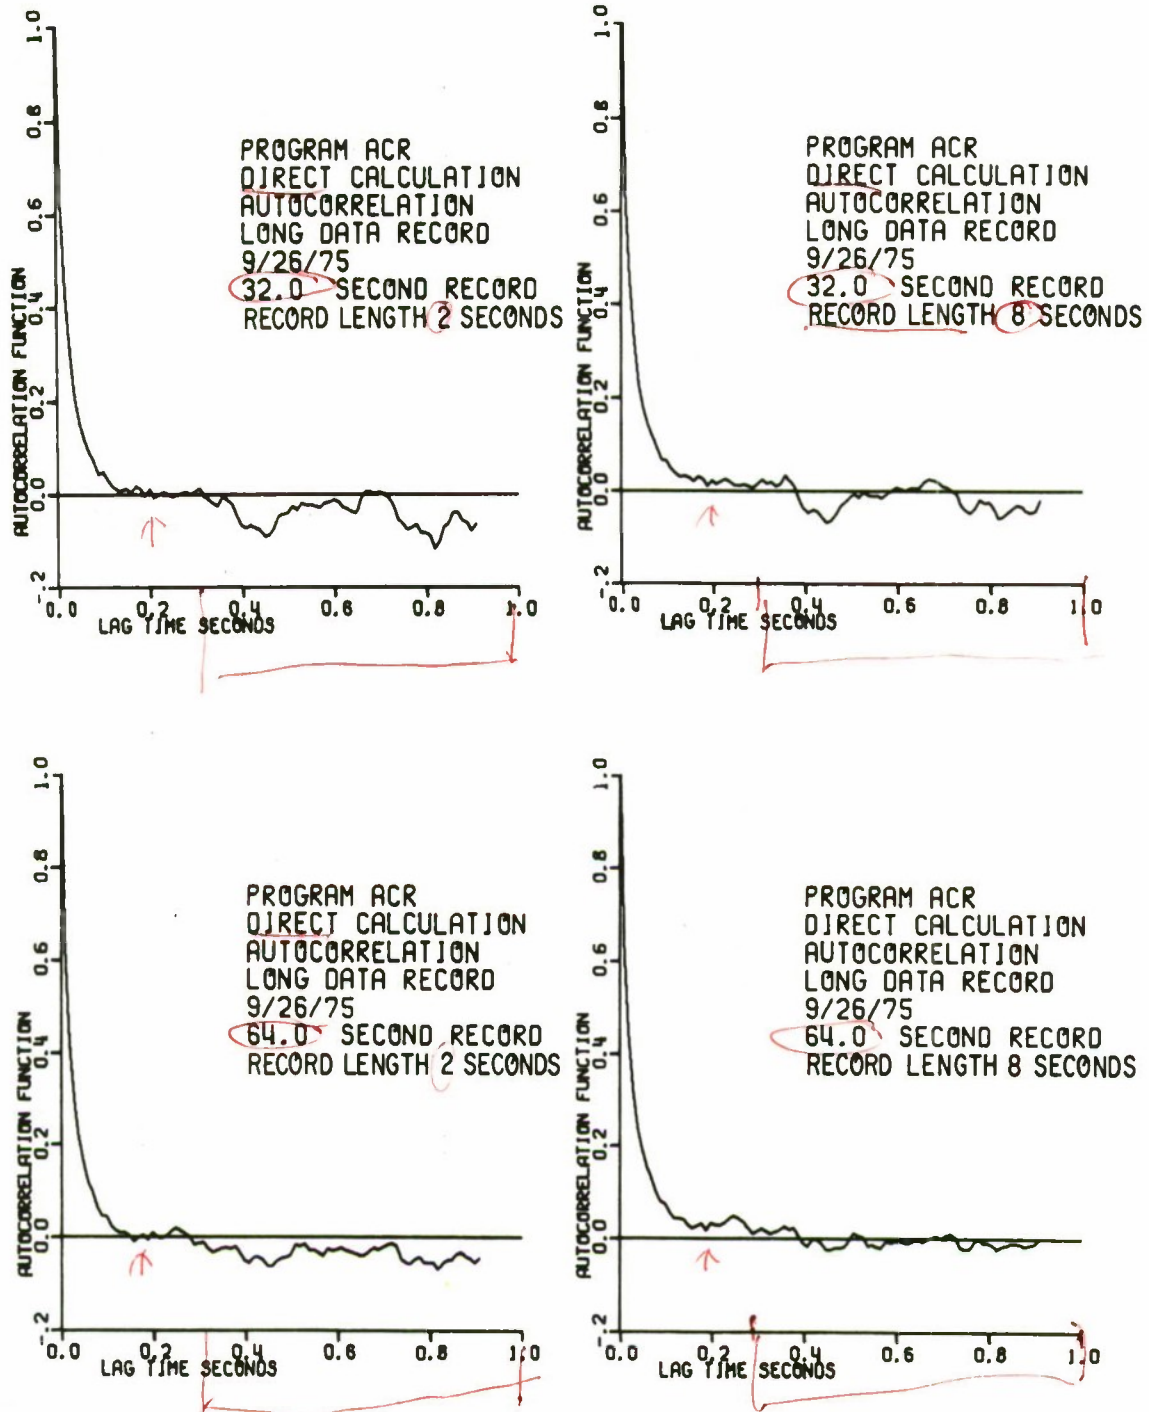 1.0
0.8
0.6
0.4
0.2
0.0
-.2
AUTOCORRELATION FUNCTION
PROGRAM ACR
DIRECT CALCULATION
AUTOCORRELATION
LONG DATA RECORD
9/26/75
32.0 SECOND RECORD
RECORD LENGTH 2 SECONDS
0.0 0.2 0.4 0.6 0.8 1.0
LAG TIME SECONDS
1.0
0.8
0.6
0.4
0.2
0.0
-.2
AUTOCORRELATION FUNCTION
PROGRAM ACR
DIRECT CALCULATION
AUTOCORRELATION
LONG DATA RECORD
9/26/75
32.0 SECOND RECORD
RECORD LENGTH 8 SECONDS
0.0 0.2 0.4 0.6 0.8 1.0
LAG TIME SECONDS
1.0
0.8
0.6
0.4
0.2
0.0
-.2
AUTOCORRELATION FUNCTION
PROGRAM ACR
DIRECT CALCULATION
AUTOCORRELATION
LONG DATA RECORD
9/26/75
64.0 SECOND RECORD
RECORD LENGTH 2 SECONDS
0.0 0.2 0.4 0.6 0.8 1.0
LAG TIME SECONDS
1.0
0.8
0.6
0.4
0.2
0.0
-.2
AUTOCORRELATION FUNCTION
PROGRAM ACR
DIRECT CALCULATION
AUTOCORRELATION
LONG DATA RECORD
9/26/75
64.0 SECOND RECORD
RECORD LENGTH 8 SECONDS
0.0 0.2 0.4 0.6 0.8 1.0
LAG TIME SECONDS